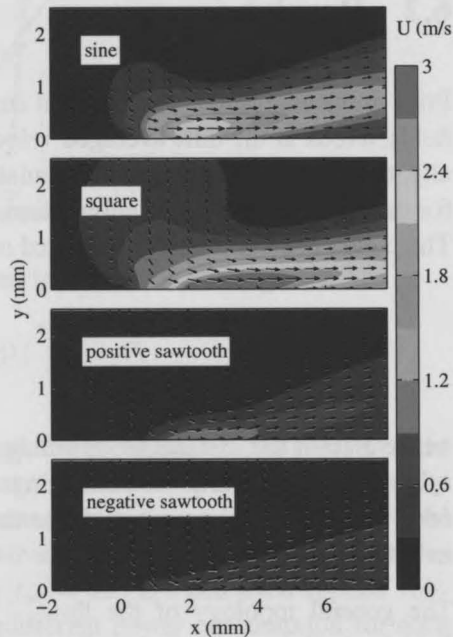 U (m/s
2
sine
1
0
3
2
square
1
0
2.4
1.8
y (mm)
2
positive sawtooth
1
0
1.2
2
negative sawtooth
1
0
0.6
0
−2 0 2 4 6
x (mm)